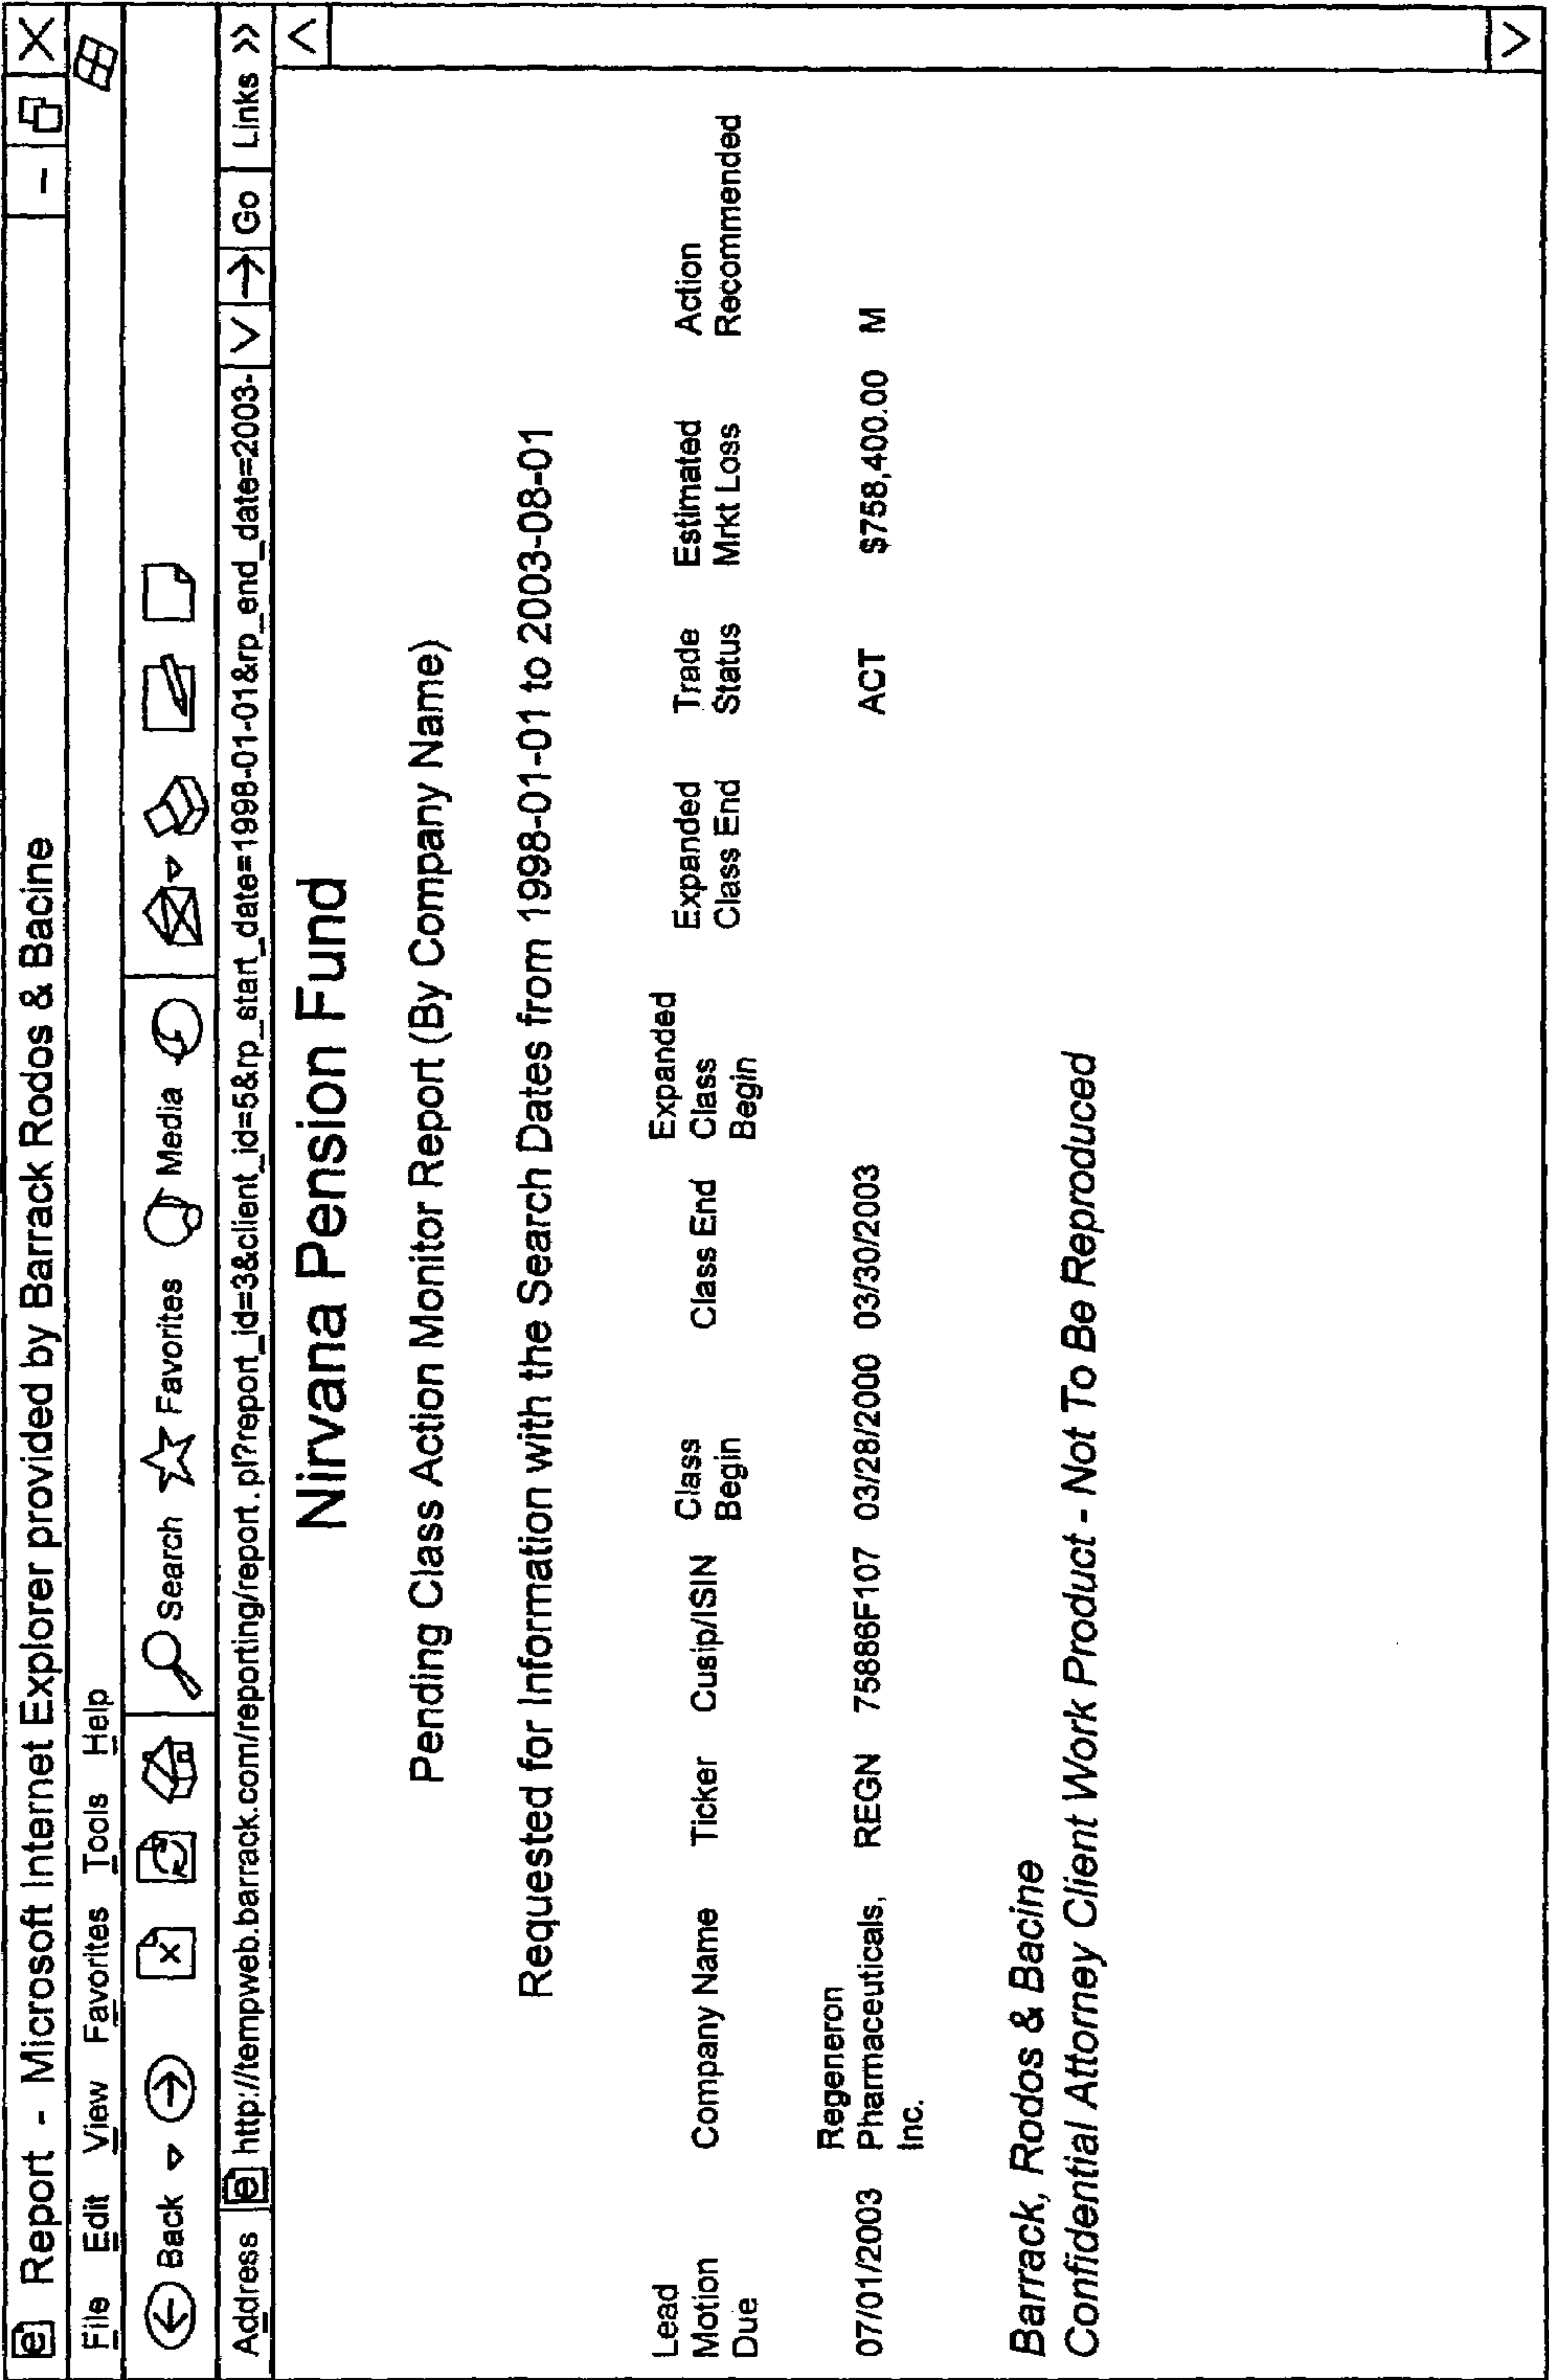 Report - Microsoft Internet Explorer provided by Barrack Rodos & Bacine
File Edit View Favorites Tools Help
Back Search Favorites Media
Address http://tempweb.barrack.com/reporting/report.pl?report_id=3&client_id=5&rp_start_date=1998-01-01&rp_end_date=2003- Go Links »
Nirvana Pension Fund
Pending Class Action Monitor Report (By Company Name)
Requested for Information with the Search Dates from 1998-01-01 to 2003-08-01
Lead Motion Due Company Name Ticker Cusip/ISIN Class Begin Class End Expanded Class Begin Expanded Class End Trade Status Estimated Mrkt Loss Action Recommended
07/01/2003 Regeneron Pharmaceuticals, Inc. REGN 75886F107 03/28/2000 03/30/2003 ACT $758,400.00 M
Barrack, Rodos & Bacine
Confidential Attorney Client Work Product - Not To Be Reproduced